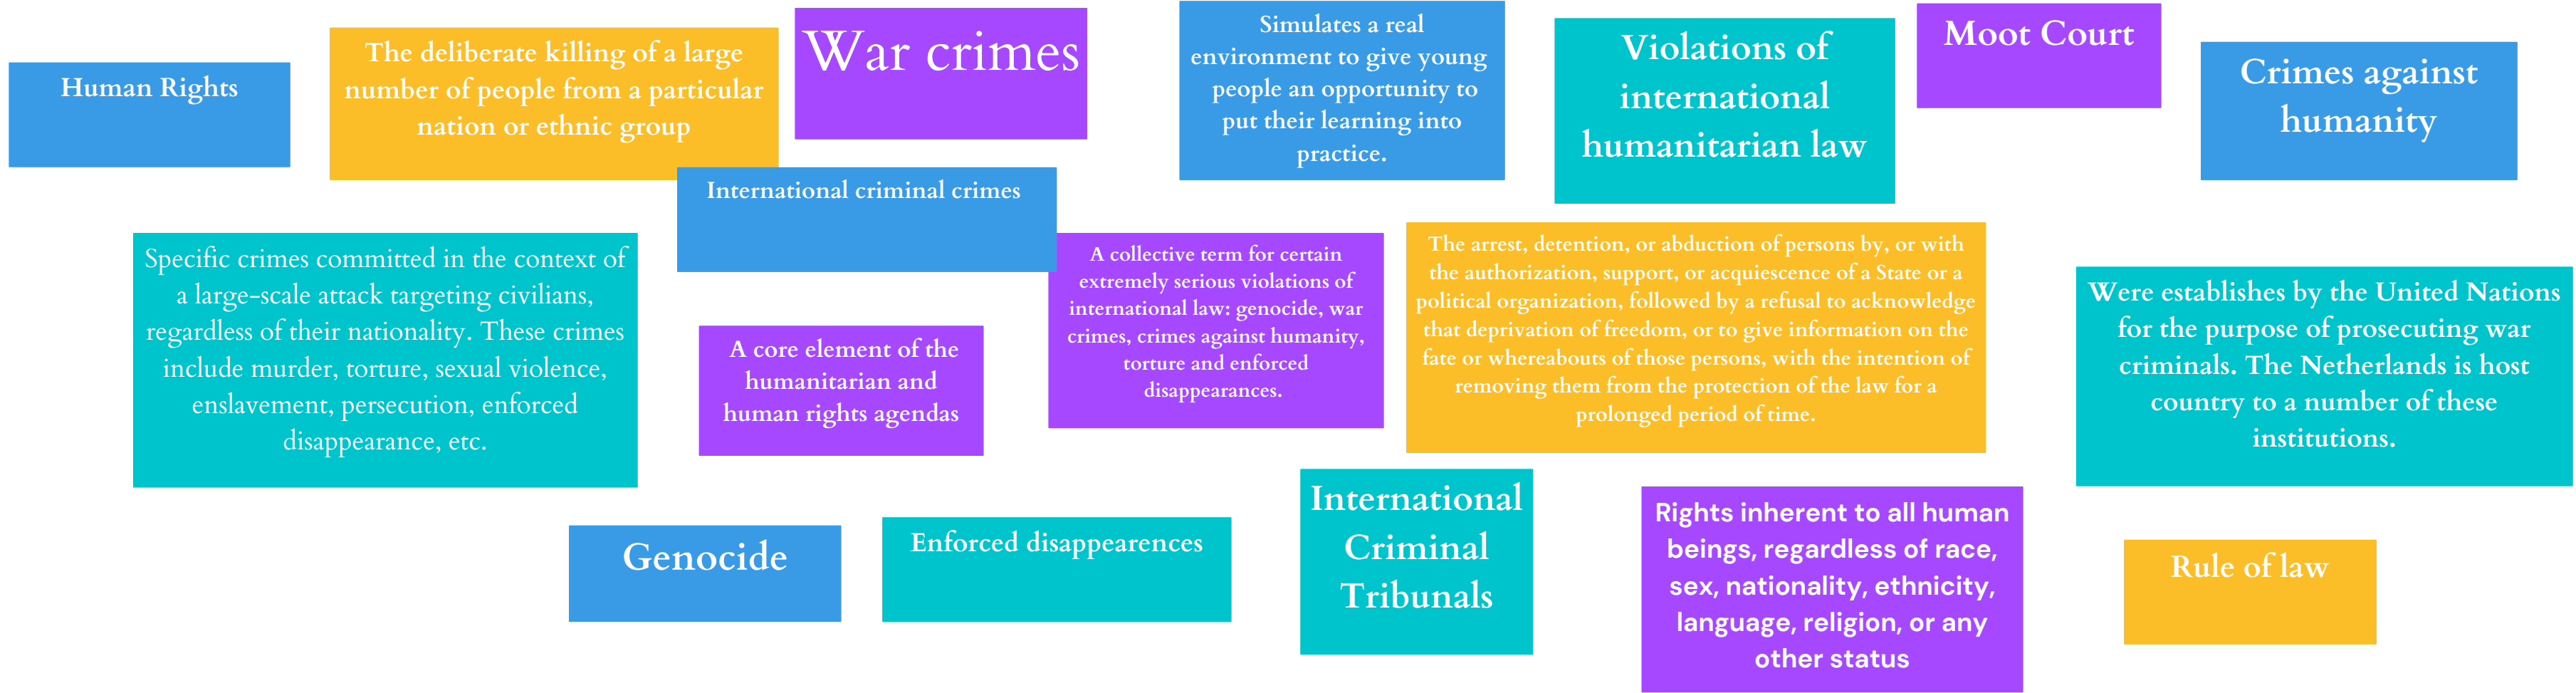 Human Rights
The deliberate killing of a large
number of people from a particular
nation or ethnic group
War crimes
Simulates a real
environment to give young
people an opportunity to
put their learning into
practice.
Violations of
international
humanitarian law
Moot Court
Crimes against
humanity
International criminal crimes
Specific crimes committed in the context of
a large-scale attack targeting civilians,
regardless of their nationality. These crimes
include murder, torture, sexual violence,
enslavement, persecution, enforced
disappearance, etc.
A core element of the
humanitarian and
human rights agendas
A collective term for certain
extremely serious violations of
international law: genocide, war
crimes, crimes against humanity,
torture and enforced
disappearances.
The arrest, detention, or abduction of persons by, or with
the authorization, support, or acquiescence of a State or a
political organization, followed by a refusal to acknowledge
that deprivation of freedom, or to give information on the
fate or whereabouts of those persons, with the intention of
removing them from the protection of the law for a
prolonged period of time.
Were establishes by the United Nations
for the purpose of prosecuting war
criminals. The Netherlands is host
country to a number of these
institutions.
Genocide
Enforced disappearences
International
Criminal
Tribunals
Rights inherent to all human
beings, regardless of race,
sex, nationality, ethnicity,
language, religion, or any
other status
Rule of law